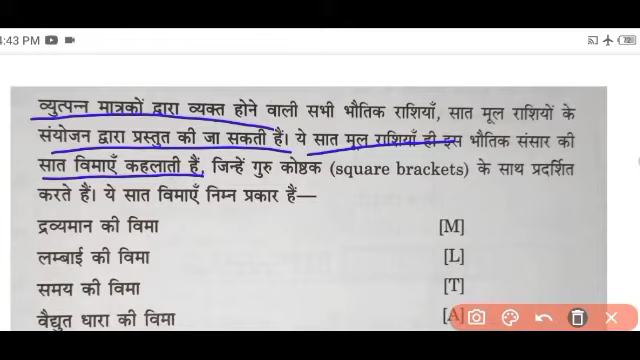 4:43 PM
72
व्युत्पन्न मात्रकों द्वारा व्यक्त होने वाली सभी भौतिक राशियाँ, सात मूल राशियों के
संयोजन द्वारा प्रस्तुत की जा सकती हैं। ये सात मूल राशियाँ ही इस भौतिक संसार की
सात विमाएँ कहलाती हैं, जिन्हें गुरु कोष्ठक (square brackets) के साथ प्रदर्शित
करते हैं। ये सात विमाएँ निम्न प्रकार हैं—
द्रव्यमान की विमा [M]
लम्बाई की विमा [L]
समय की विमा [T]
वैद्युत धारा की विमा [A]